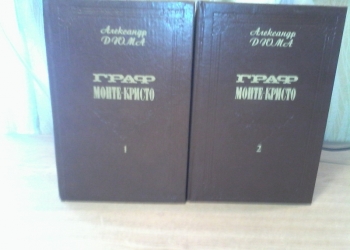 Александр
ДЮМА
ГРАФ
МОНТЕ-КРИСТО
1
Александр
ДЮМА
ГРАФ
МОНТЕ-КРИСТО
2